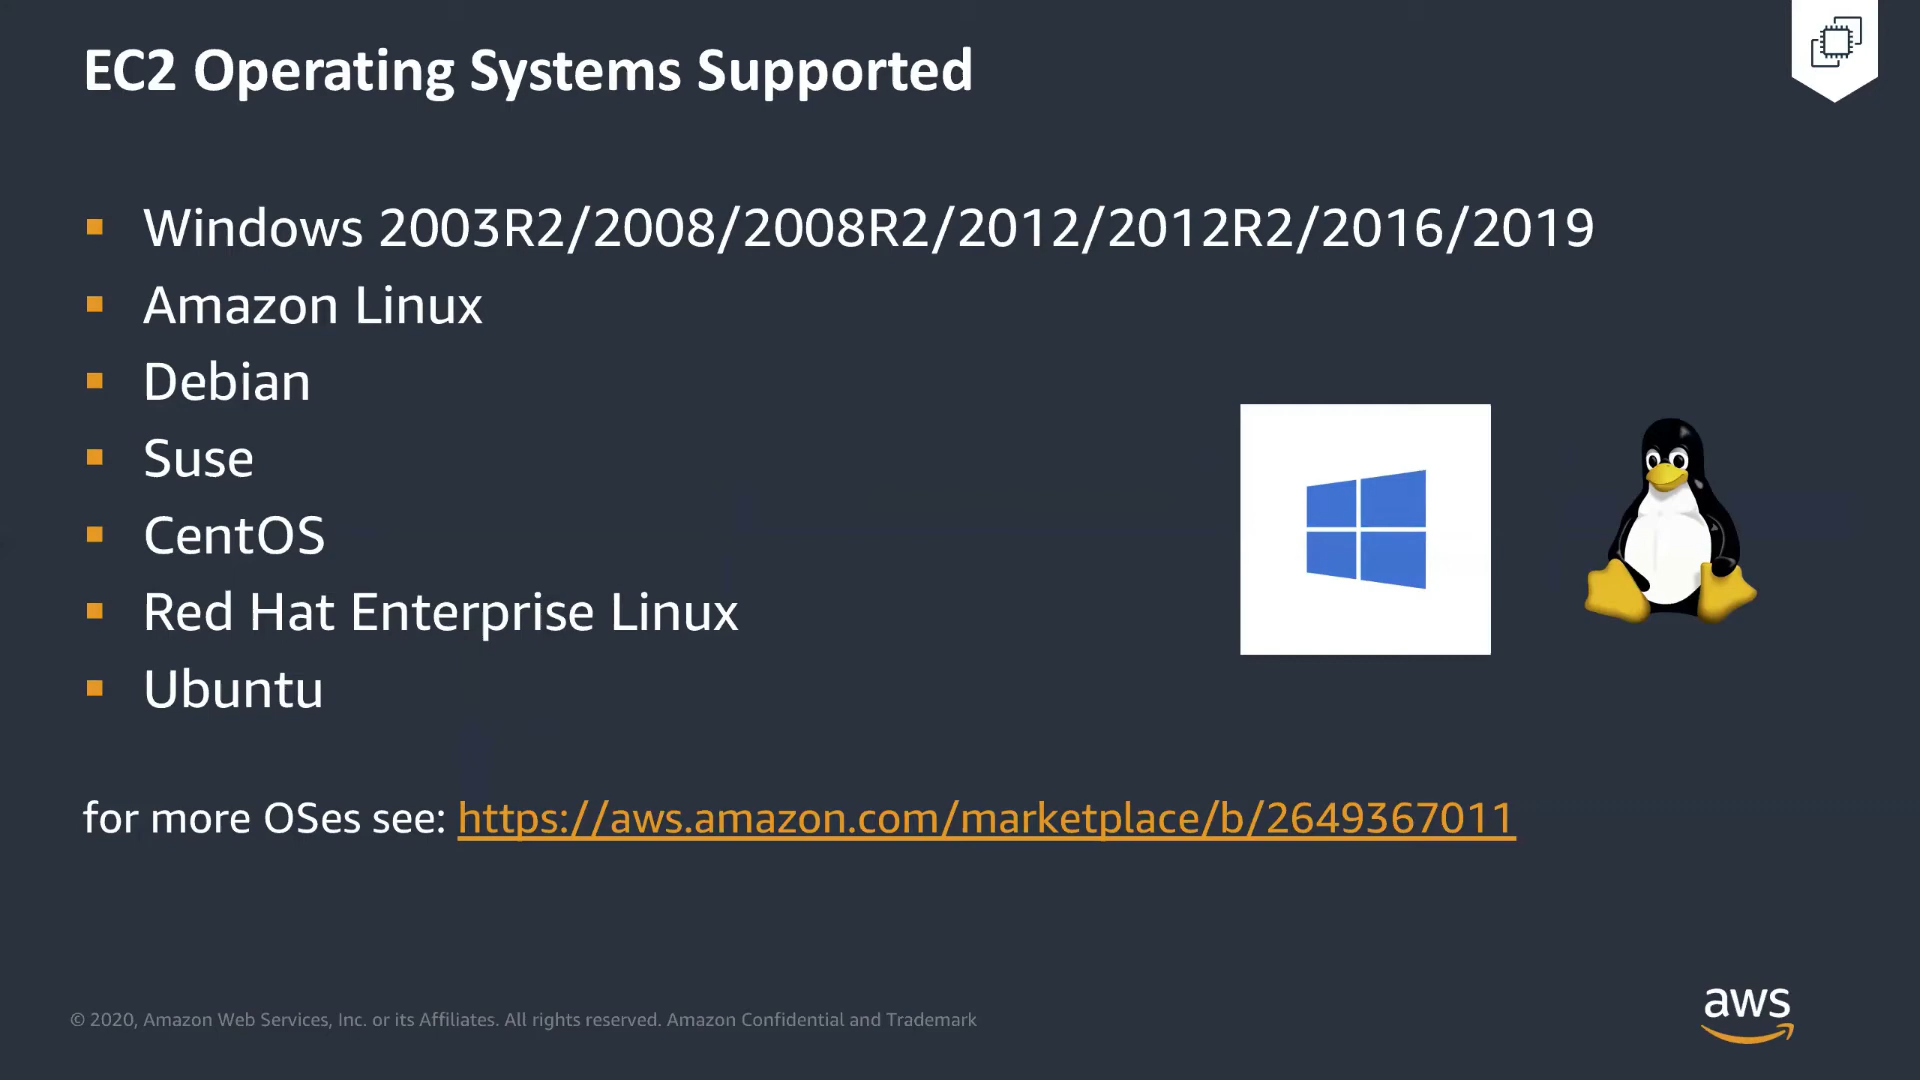 EC2 Operating Systems Supported
▪ Windows 2003R2/2008/2008R2/2012/2012R2/2016/2019
▪ Amazon Linux
▪ Debian
▪ Suse
▪ CentOS
▪ Red Hat Enterprise Linux
▪ Ubuntu
for more OSes see: https://aws.amazon.com/marketplace/b/2649367011
© 2020, Amazon Web Services, Inc. or its Affiliates. All rights reserved. Amazon Confidential and Trademark
aws